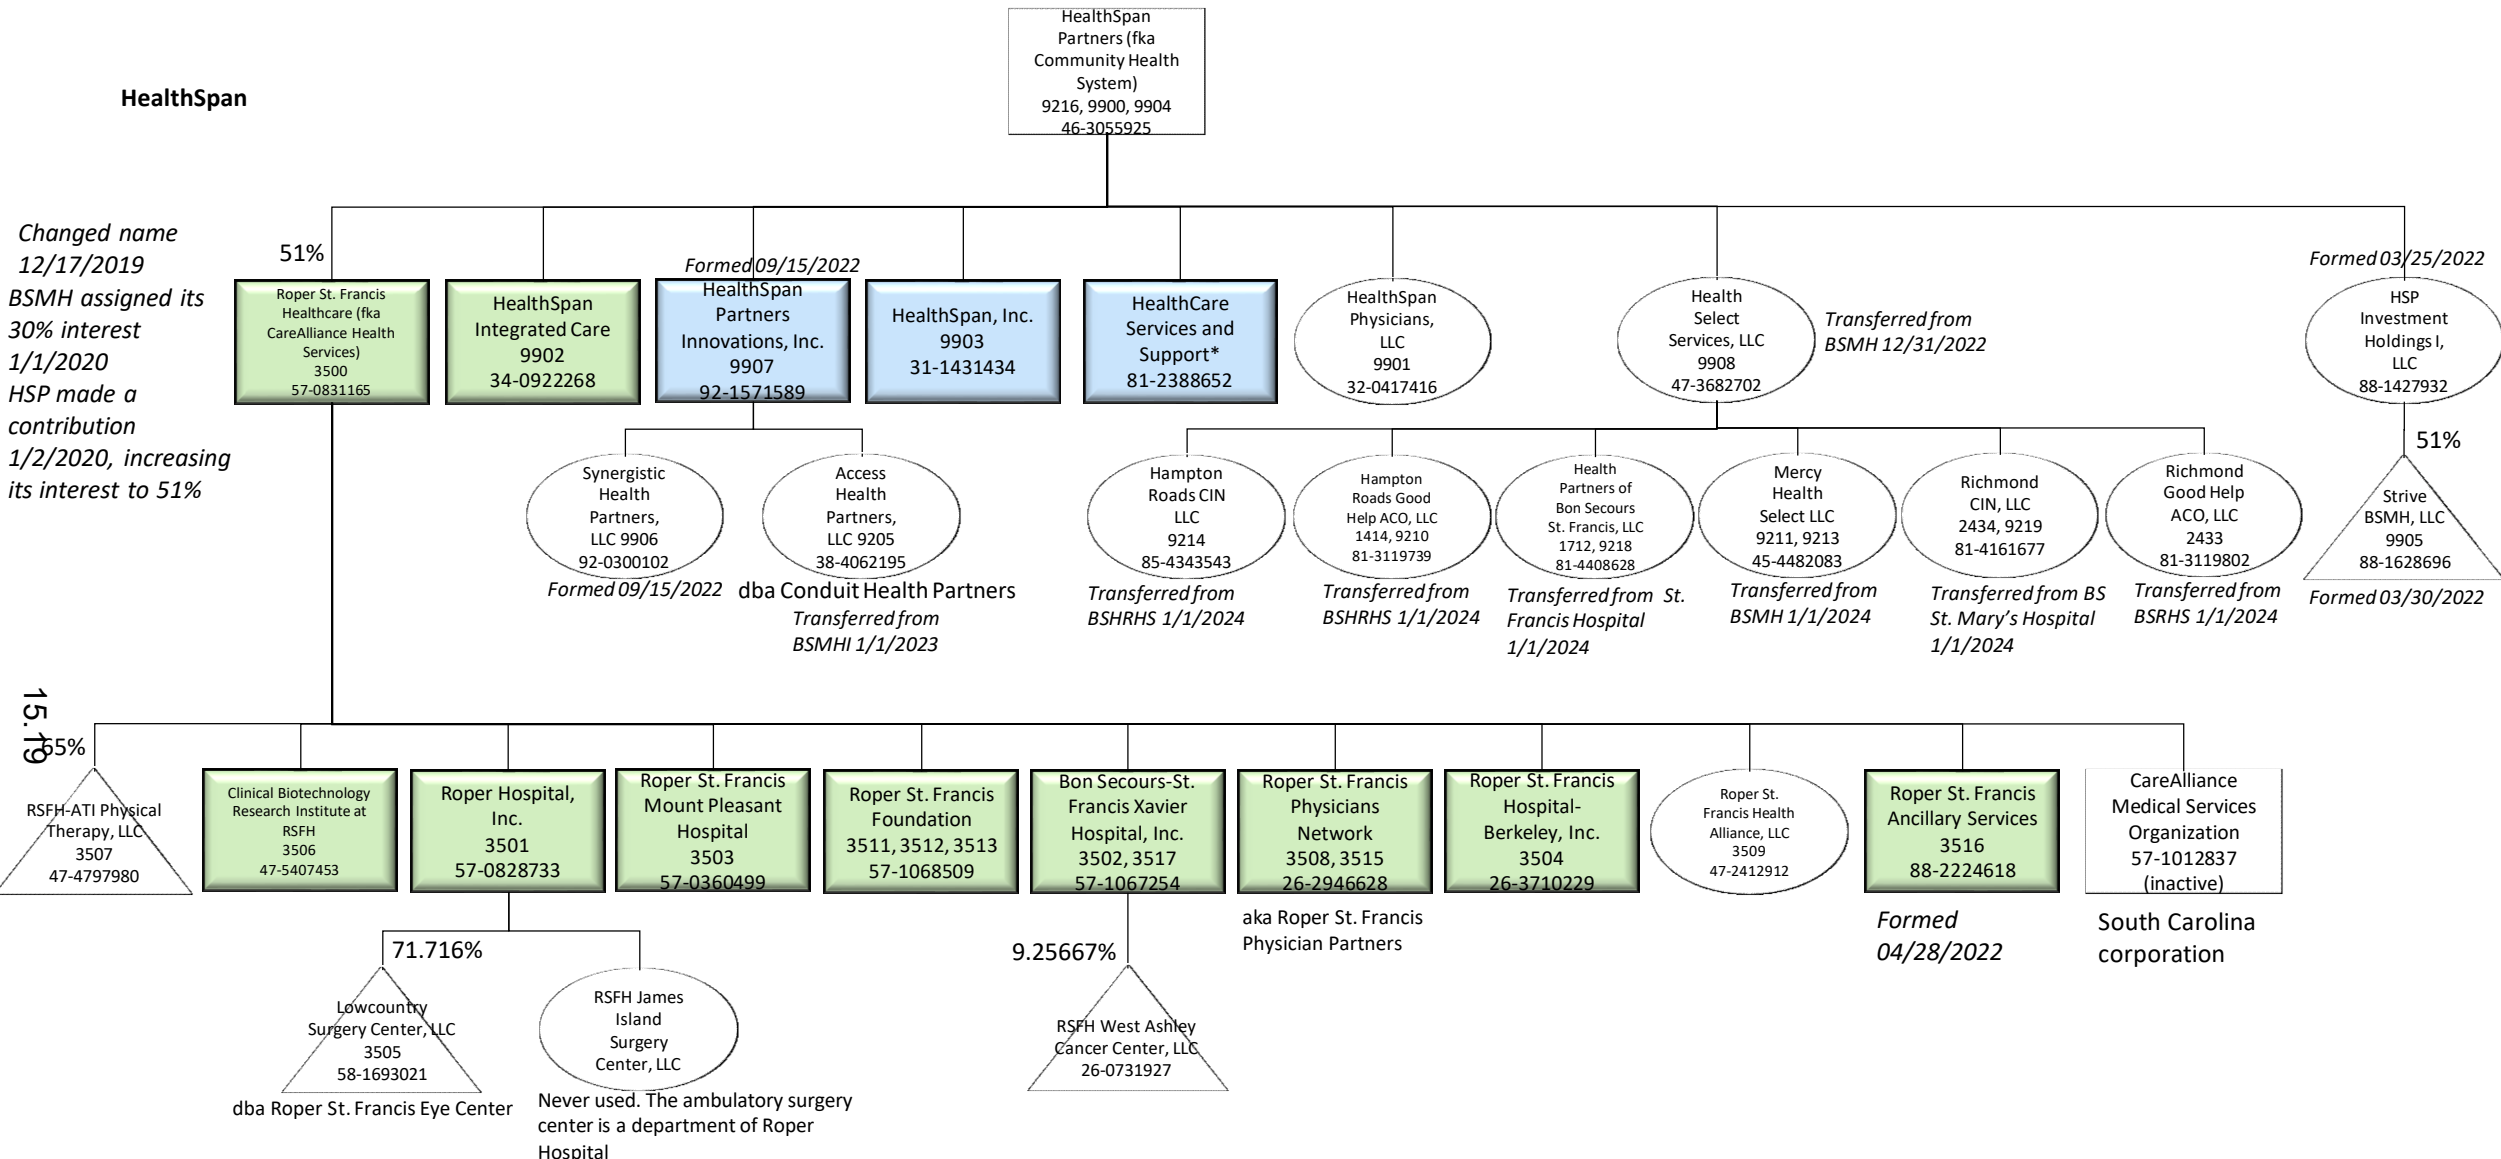 HealthSpan
Partners (fka
Community Health
System)
9216, 9900, 9904
46-3055925
HealthSpan
Changed name
12/17/2019
BSMH assigned its
30% interest
1/1/2020
HSP made a
contribution
1/2/2020, increasing
its interest to 51%
51%
Roper St. Francis
Healthcare (fka
CareAlliance Health
Services)
3500
57-0831165
HealthSpan
Integrated Care
9902
34-0922268
Formed 09/15/2022
HealthSpan
Partners
Innovations, Inc.
9907
92-1571589
HealthSpan, Inc.
9903
31-1431434
HealthCare
Services and
Support*
81-2388652
HealthSpan
Physicians,
LLC
9901
32-0417416
Health
Select
Services, LLC
9908
47-3682702
Transferred from
BSMH 12/31/2022
Formed 03/25/2022
HSP
Investment
Holdings I,
LLC
88-1427932
Synergistic
Health
Partners,
LLC 9906
92-0300102
Formed 09/15/2022
Access
Health
Partners,
LLC 9205
38-4062195
dba Conduit Health Partners
Transferred from
BSMHI 1/1/2023
Hampton
Roads CIN
LLC
9214
85-4343543
Transferred from
BSHRHS 1/1/2024
Hampton
Roads Good
Help ACO, LLC
1414, 9210
81-3119739
Transferred from
BSHRHS 1/1/2024
Health
Partners of
Bon Secours
St. Francis, LLC
1712, 9218
81-4408628
Transferred from St.
Francis Hospital
1/1/2024
Mercy
Health
Select LLC
9211, 9213
45-4482083
Transferred from
BSMH 1/1/2024
Richmond
CIN, LLC
2434, 9219
81-4161677
Transferred from BS
St. Mary's Hospital
1/1/2024
Richmond
Good Help
ACO, LLC
2433
81-3119802
Transferred from
BSRHS 1/1/2024
51%
Strive
BSMH, LLC
9905
88-1628696
Formed 03/30/2022
15.19
65%
RSFH-ATI Physical
Therapy, LLC
3507
47-4797980
Clinical Biotechnology
Research Institute at
RSFH
3506
47-5407453
Roper Hospital,
Inc.
3501
57-0828733
Roper St. Francis
Mount Pleasant
Hospital
3503
57-0360499
Roper St. Francis
Foundation
3511, 3512, 3513
57-1068509
Bon Secours-St.
Francis Xavier
Hospital, Inc.
3502, 3517
57-1067254
Roper St. Francis
Physicians
Network
3508, 3515
26-2946628
aka Roper St. Francis
Physician Partners
Roper St. Francis
Hospital-
Berkeley, Inc.
3504
26-3710229
Roper St.
Francis Health
Alliance, LLC
3509
47-2412912
Roper St. Francis
Ancillary Services
3516
88-2224618
Formed
04/28/2022
CareAlliance
Medical Services
Organization
57-1012837
(inactive)
South Carolina
corporation
71.716%
Lowcountry
Surgery Center, LLC
3505
58-1693021
dba Roper St. Francis Eye Center
RSFH James
Island
Surgery
Center, LLC
Never used. The ambulatory surgery
center is a department of Roper
Hospital
9.25667%
RSFH West Ashley
Cancer Center, LLC
26-0731927